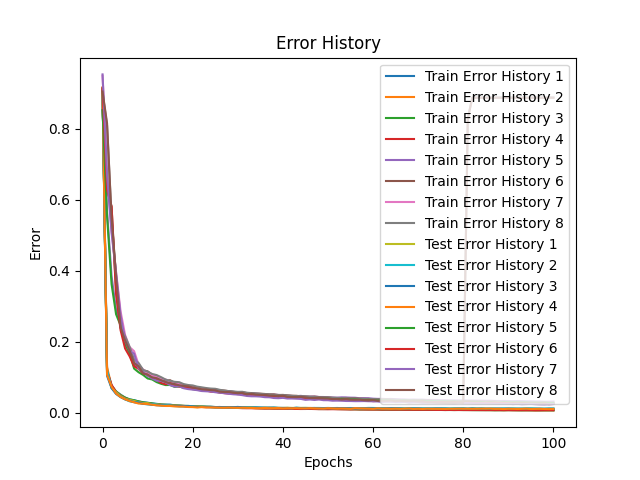 Error History
Error
0.8
0.6
0.4
0.2
0.0
0
20
40
60
80
100
Epochs
Train Error History 1
Train Error History 2
Train Error History 3
Train Error History 4
Train Error History 5
Train Error History 6
Train Error History 7
Train Error History 8
Test Error History 1
Test Error History 2
Test Error History 3
Test Error History 4
Test Error History 5
Test Error History 6
Test Error History 7
Test Error History 8